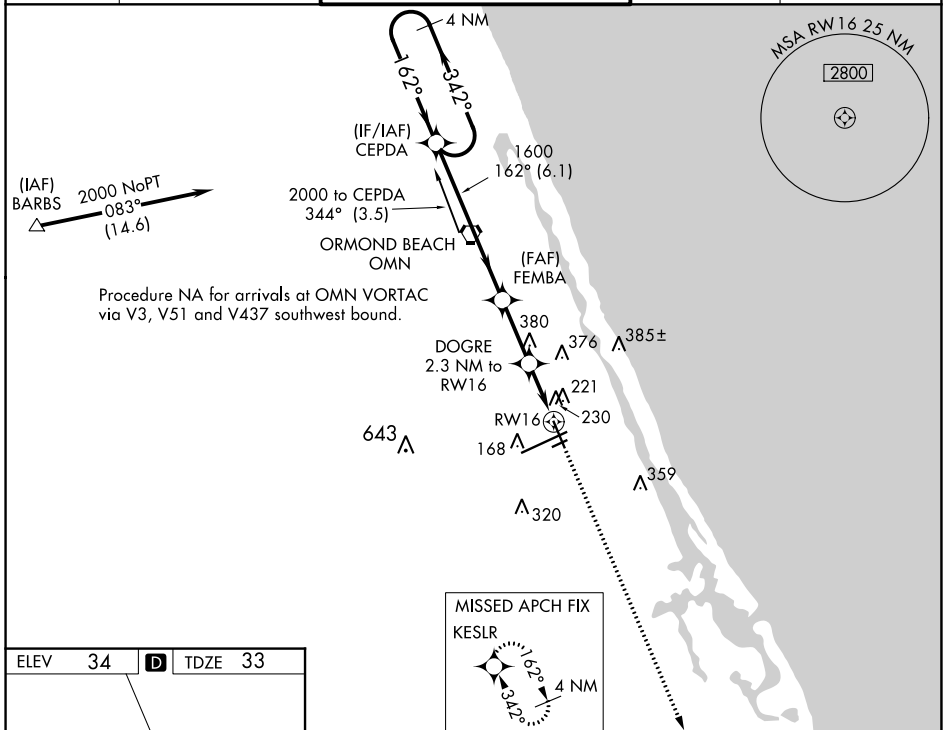 4 NM
162°
342°
MSA RW16 25 NM
2800
(IF/IAF)
CEPDA
1600
162° (6.1)
(IAF)
BARBS
2000 NoPT
083°
(14.6)
2000 to CEPDA
344° (3.5)
ORMOND BEACH
OMN
(FAF)
FEMBA
Procedure NA for arrivals at OMN VORTAC
via V3, V51 and V437 southwest bound.
380
376
385±
DOGRE
2.3 NM to
RW16
221
230
RW16
643
168
359
320
MISSED APCH FIX
KESLR
162°
342°
4 NM
ELEV 34 D TDZE 33